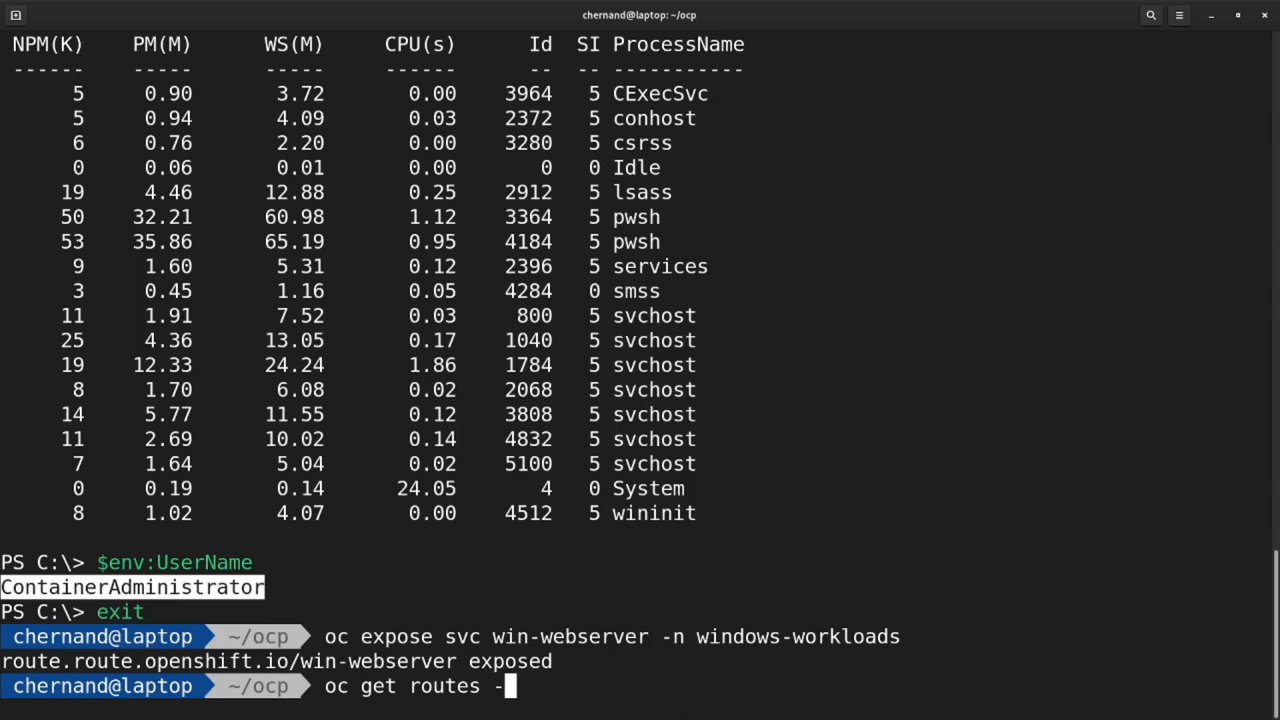 chernand@laptop: ~/ocp
NPM(K) PM(M) WS(M) CPU(s) Id SI ProcessName
------ ----- ----- ------ -- -- -----------
5 0.90 3.72 0.00 3964 5 CExecSvc
5 0.94 4.09 0.03 2372 5 conhost
6 0.76 2.20 0.00 3280 5 csrss
0 0.06 0.01 0.00 0 0 Idle
19 4.46 12.88 0.25 2912 5 lsass
50 32.21 60.98 1.12 3364 5 pwsh
53 35.86 65.19 0.95 4184 5 pwsh
9 1.60 5.31 0.12 2396 5 services
3 0.45 1.16 0.05 4284 0 smss
11 1.91 7.52 0.03 800 5 svchost
25 4.36 13.05 0.17 1040 5 svchost
19 12.33 24.24 1.86 1784 5 svchost
8 1.70 6.08 0.02 2068 5 svchost
14 5.77 11.55 0.12 3808 5 svchost
11 2.69 10.02 0.14 4832 5 svchost
7 1.64 5.04 0.02 5100 5 svchost
0 0.19 0.14 24.05 4 0 System
8 1.02 4.07 0.00 4512 5 wininit
PS C:\> $env:UserName
ContainerAdministrator
PS C:\> exit
chernand@laptop ~/ocp oc expose svc win-webserver -n windows-workloads
route.route.openshift.io/win-webserver exposed
chernand@laptop ~/ocp oc get routes -